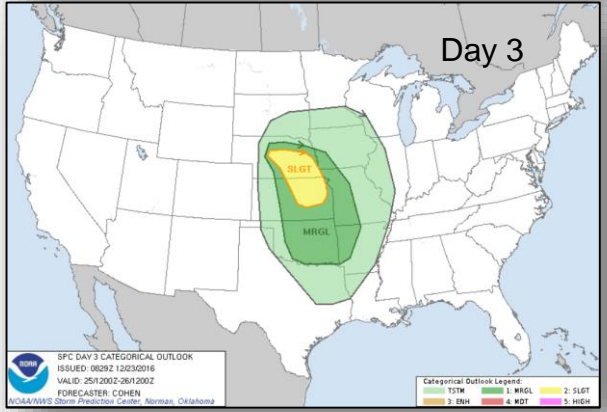 Day 3
SLGT
MRGL
NOAA
SPC DAY 3 CATEGORICAL OUTLOOK
ISSUED: 0829Z 12/23/2016
VALID: 25/1200Z-26/1200Z
FORECASTER: COHEN
NOAA/NWS Storm Prediction Center, Norman, Oklahoma
Categorical Outlook Legend:
TSTM 1: MRGL 2: SLGT
3: ENH 4: MDT 5: HIGH